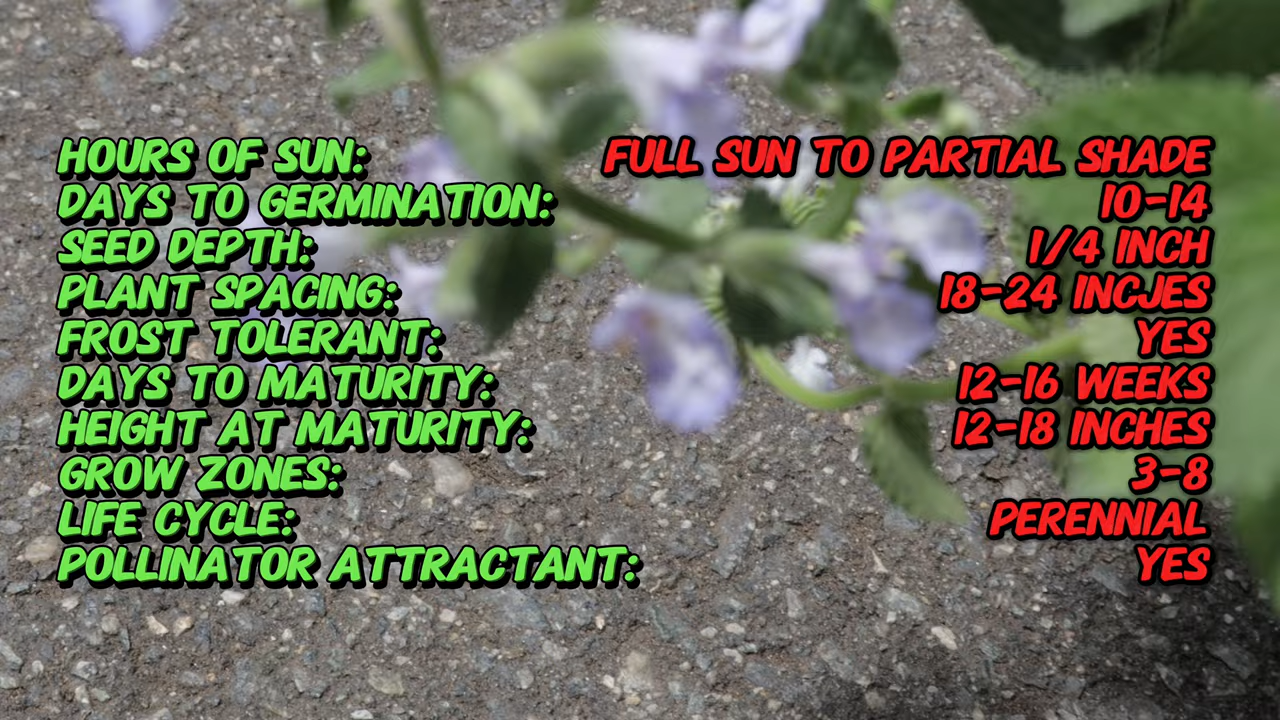 HOURS OF SUN: FULL SUN TO PARTIAL SHADE
DAYS TO GERMINATION: 10-14
SEED DEPTH: 1/4 INCH
PLANT SPACING: 18-24 INCJES
FROST TOLERANT: YES
DAYS TO MATURITY: 12-16 WEEKS
HEIGHT AT MATURITY: 12-18 INCHES
GROW ZONES: 3-8
LIFE CYCLE: PERENNIAL
POLLINATOR ATTRACTANT: YES